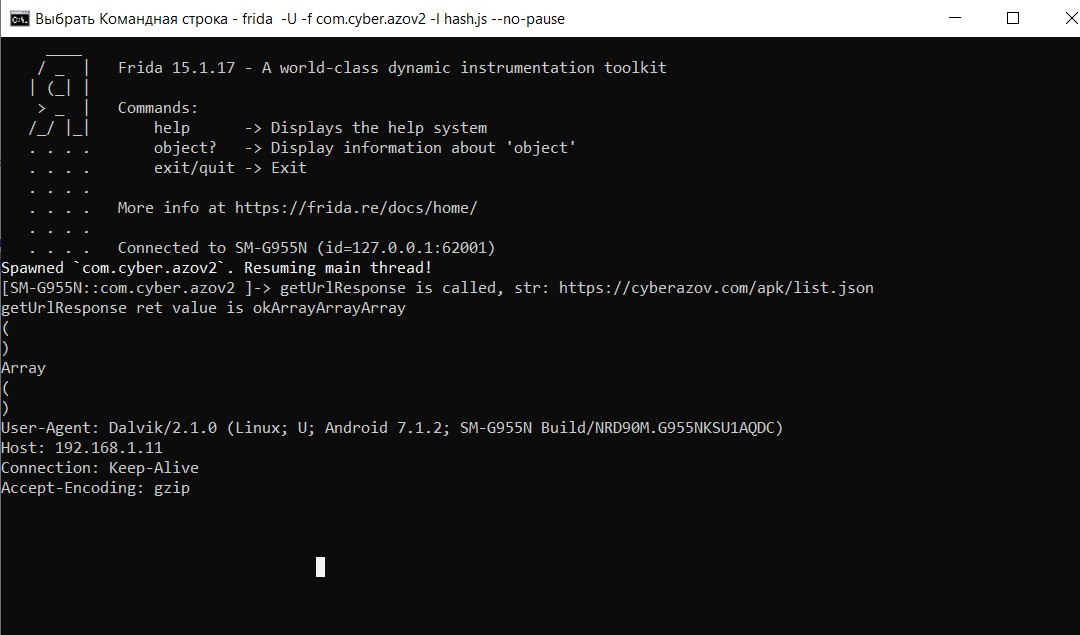 Выбрать Командная строка - frida  -U -f com.cyber.azov2 -l hash.js --no-pause
     ____
    / _  |   Frida 15.1.17 - A world-class dynamic instrumentation toolkit
   | (_| |
    > _  |   Commands:
   /_/ |_|       help      -> Displays the help system
   . . . .       object?   -> Display information about 'object'
   . . . .       exit/quit -> Exit
   . . . .
   . . . .   More info at https://frida.re/docs/home/
   . . . .
   . . . .   Connected to SM-G955N (id=127.0.0.1:62001)
Spawned `com.cyber.azov2`. Resuming main thread!
[SM-G955N::com.cyber.azov2 ]-> getUrlResponse is called, str: https://cyberazov.com/apk/list.json
getUrlResponse ret value is okArrayArrayArray
(
)
Array
(
)
User-Agent: Dalvik/2.1.0 (Linux; U; Android 7.1.2; SM-G955N Build/NRD90M.G955NKSU1AQDC)
Host: 192.168.1.11
Connection: Keep-Alive
Accept-Encoding: gzip